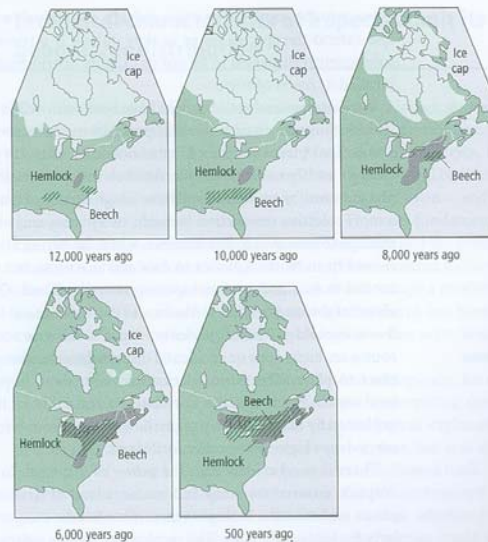 Ice
cap
Hemlock
Beech
12,000 years ago
Ice
cap
Hemlock
Beech
10,000 years ago
Ice
cap
Hemlock
Beech
8,000 years ago
Ice
cap
Hemlock
Beech
6,000 years ago
Beech
Hemlock
500 years ago